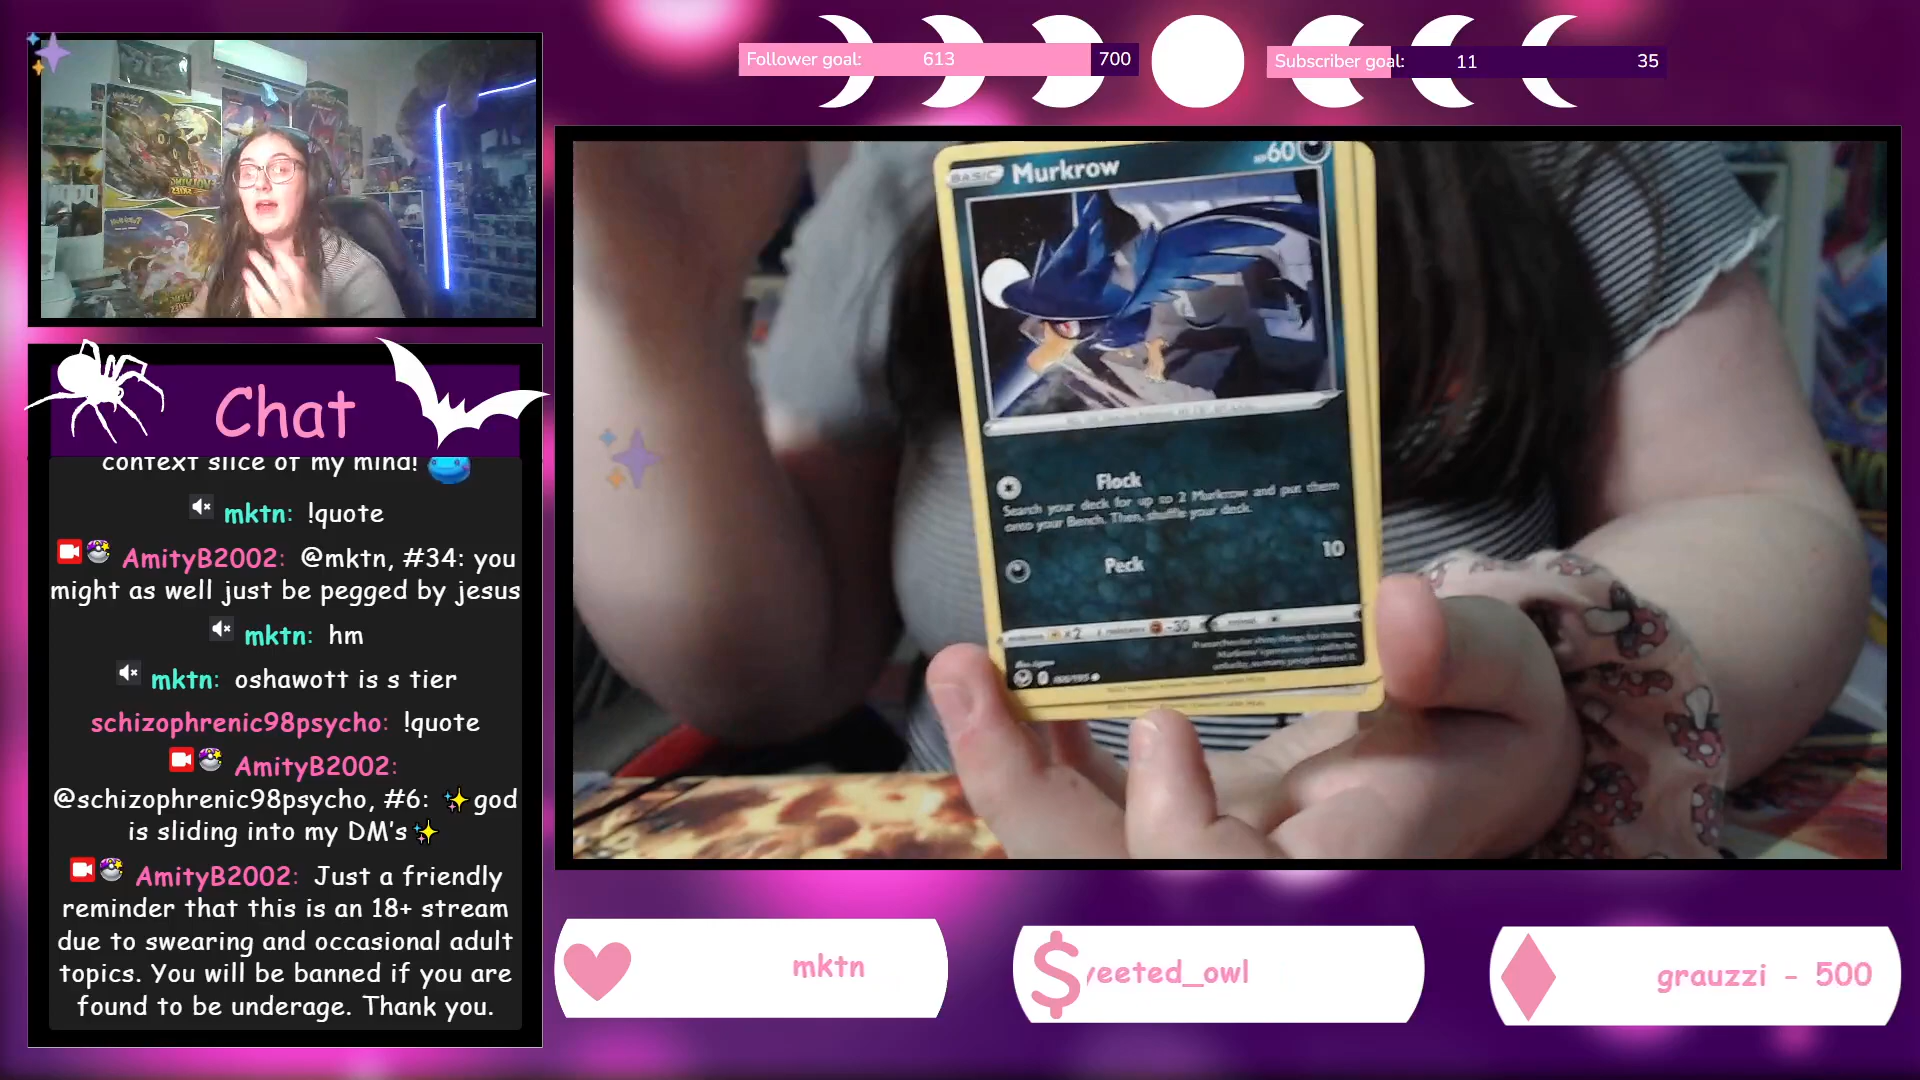 Follower goal: 613 700
Subscriber goal: 11 35
BASIC Murkrow HP60
Flock
Search your deck for up to 2 Murkrow and put them
onto your Bench. Then, shuffle your deck.
Peck 10
×2 -30
Chat
context slice of my mind!
mktn: !quote
AmityB2002: @mktn, #34: you
might as well just be pegged by jesus
mktn: hm
mktn: oshawott is s tier
schizophrenic98psycho: !quote
AmityB2002:
@schizophrenic98psycho, #6: ✨god
is sliding into my DM's✨
AmityB2002: Just a friendly
reminder that this is an 18+ stream
due to swearing and occasional adult
topics. You will be banned if you are
found to be underage. Thank you.
mktn
yeeted_owl
grauzzi - 500